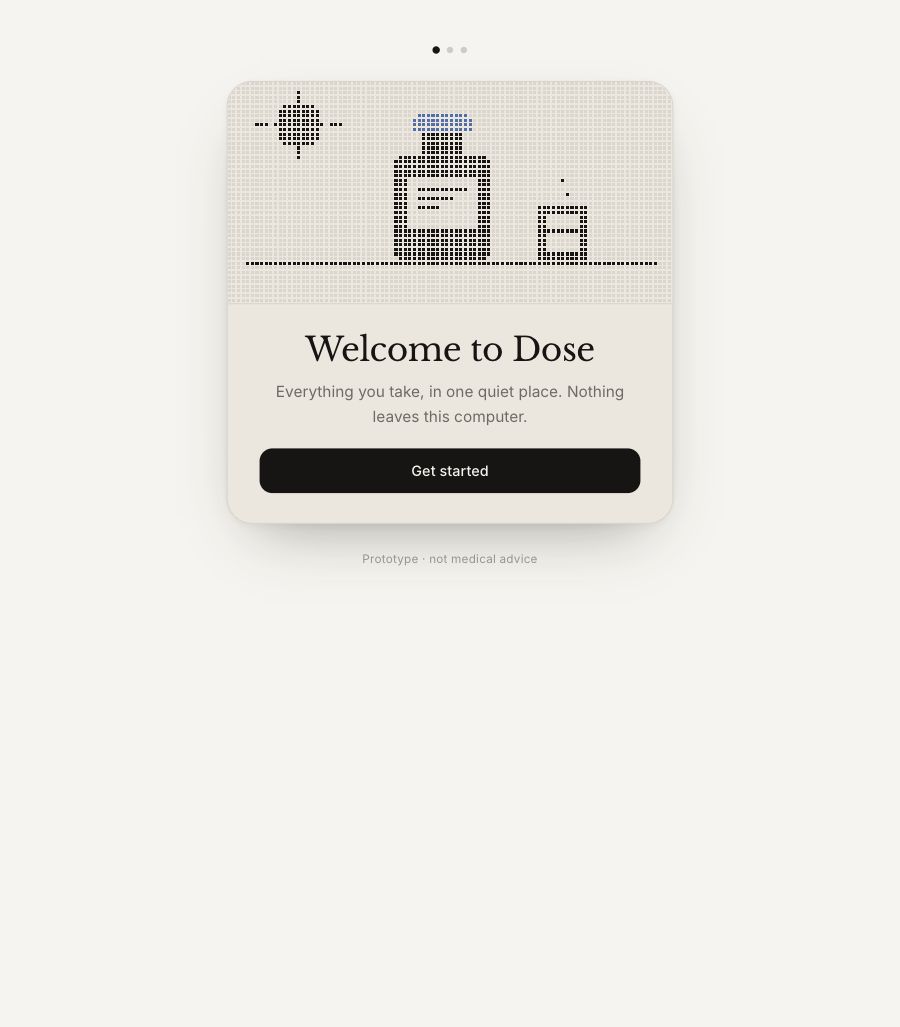 Welcome to Dose
Everything you take, in one quiet place. Nothing
leaves this computer.
Get started
Prototype · not medical advice